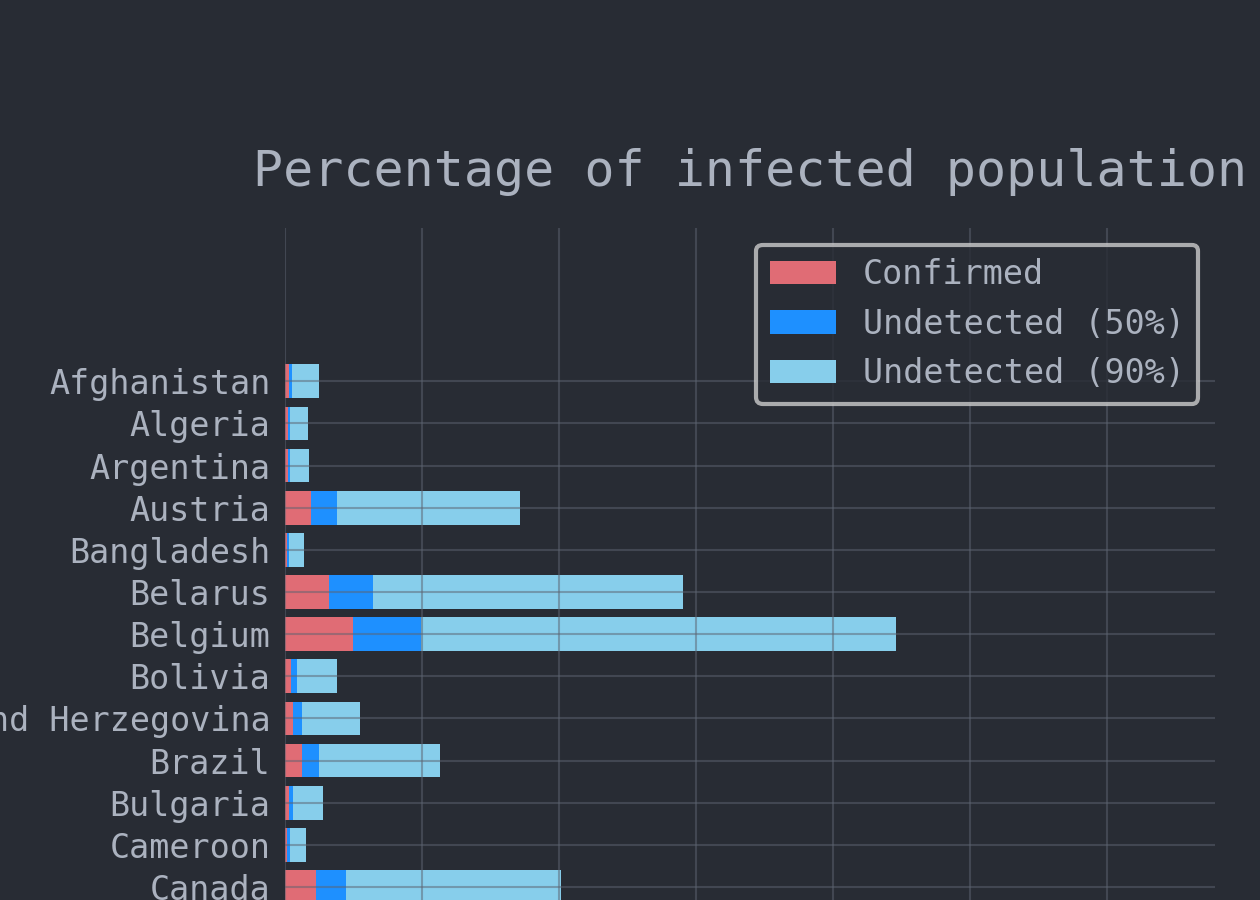 Percentage of infected population
Confirmed
Undetected (50%)
Undetected (90%)
Afghanistan
Algeria
Argentina
Austria
Bangladesh
Belarus
Belgium
Bolivia
Herzegovina
Brazil
Bulgaria
Cameroon
Canada